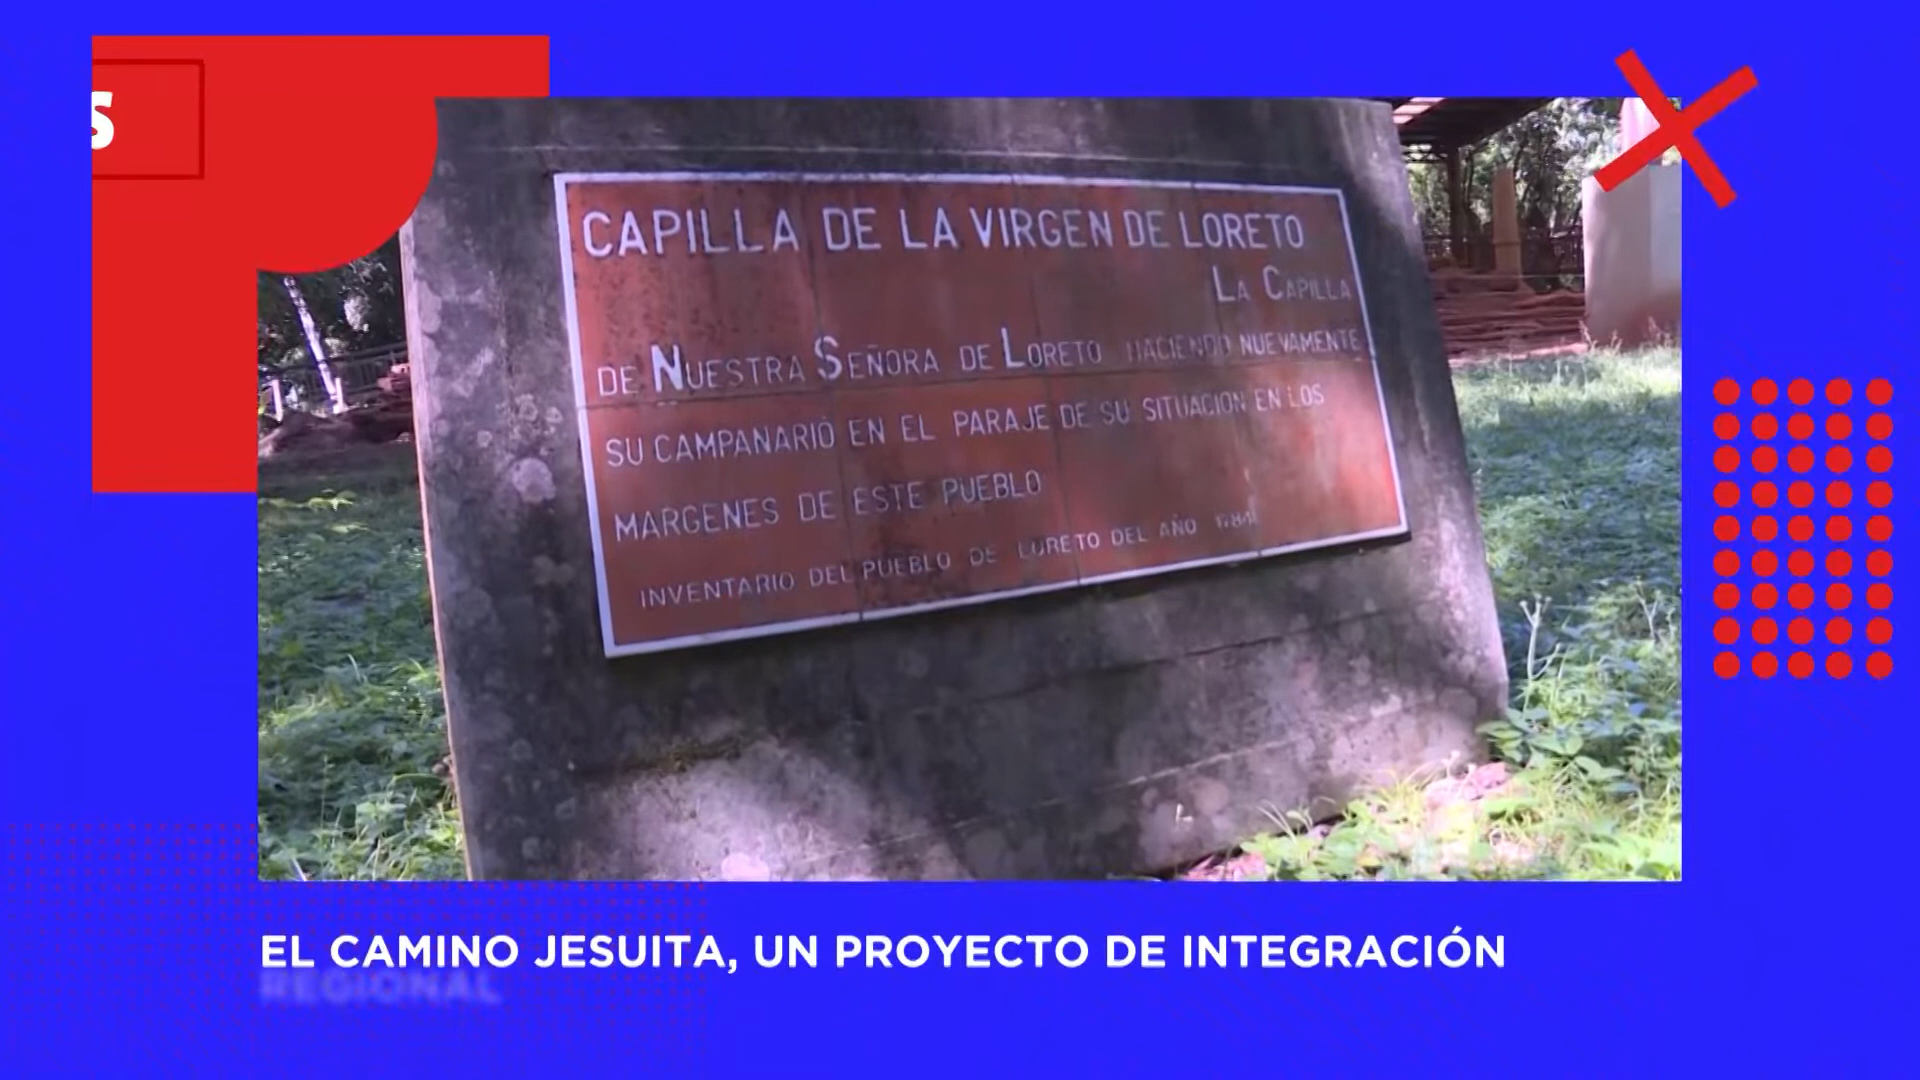 S
CAPILLA DE LA VIRGEN DE LORETO
LA CAPILLA
DE NUESTRA SEÑORA DE LORETO HACIENDO NUEVAMENTE
SU CAMPANARIO EN EL PARAJE DE SU SITUACION EN LOS
MARGENES DE ESTE PUEBLO
INVENTARIO DEL PUEBLO DE LORETO DEL AÑO 1784
EL CAMINO JESUITA, UN PROYECTO DE INTEGRACIÓN
REGIONAL